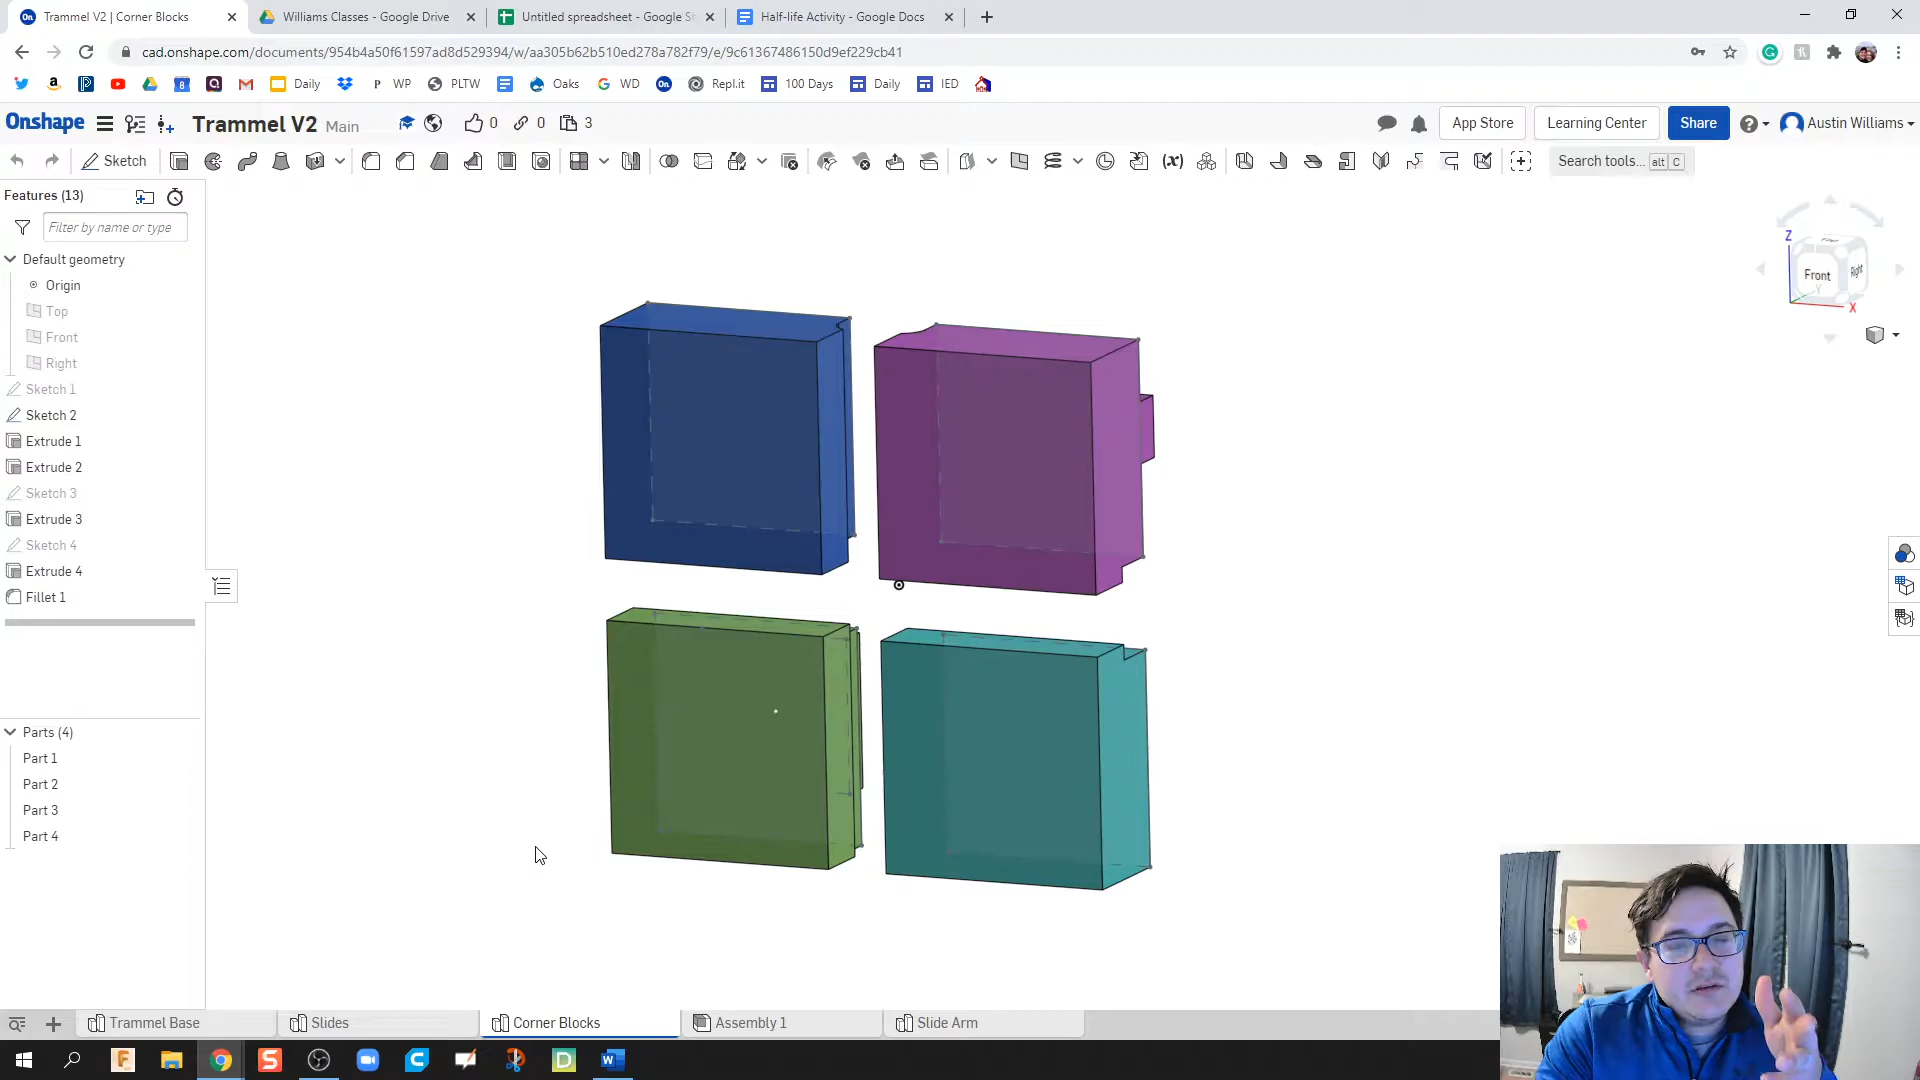 On Trammel V2 | Corner Blocks
Williams Classes - Google Drive
Untitled spreadsheet - Google S
Half-life Activity - Google Docs
cad.onshape.com/documents/954b4a50f61597ad8d529394/w/aa305b62b510ed278a782f79/e/9c61367486150d9ef229cb41
Daily
P WP
PLTW
Oaks
G WD
On
Repl.it
100 Days
Daily
IED
Onshape
Trammel V2 Main
0
0
3
App Store
Learning Center
Share
Austin Williams
Sketch
(x)
Search tools... alt C
Features (13)
Filter by name or type
Default geometry
Origin
Top
Front
Right
Sketch 1
Sketch 2
Extrude 1
Extrude 2
Sketch 3
Extrude 3
Sketch 4
Extrude 4
Fillet 1
Parts (4)
Part 1
Part 2
Part 3
Part 4
Z
Top
Front
Right
Y
X
Trammel Base
Slides
Corner Blocks
Assembly 1
Slide Arm